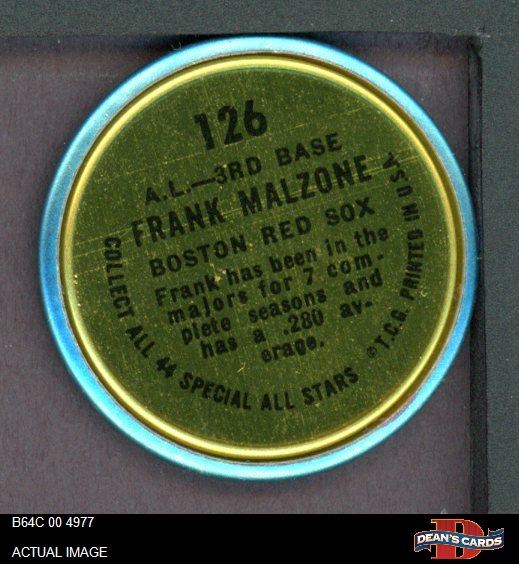 126
A.L.—3RD BASE
FRANK MALZONE
BOSTON RED SOX
Frank has been in the
majors for 7 com-
plete seasons and
has a .280 av-
erage.
COLLECT ALL 44 SPECIAL ALL STARS
©T.C.G. PRINTED IN USA
B64C 00 4977
ACTUAL IMAGE
D
DEAN'S CARDS